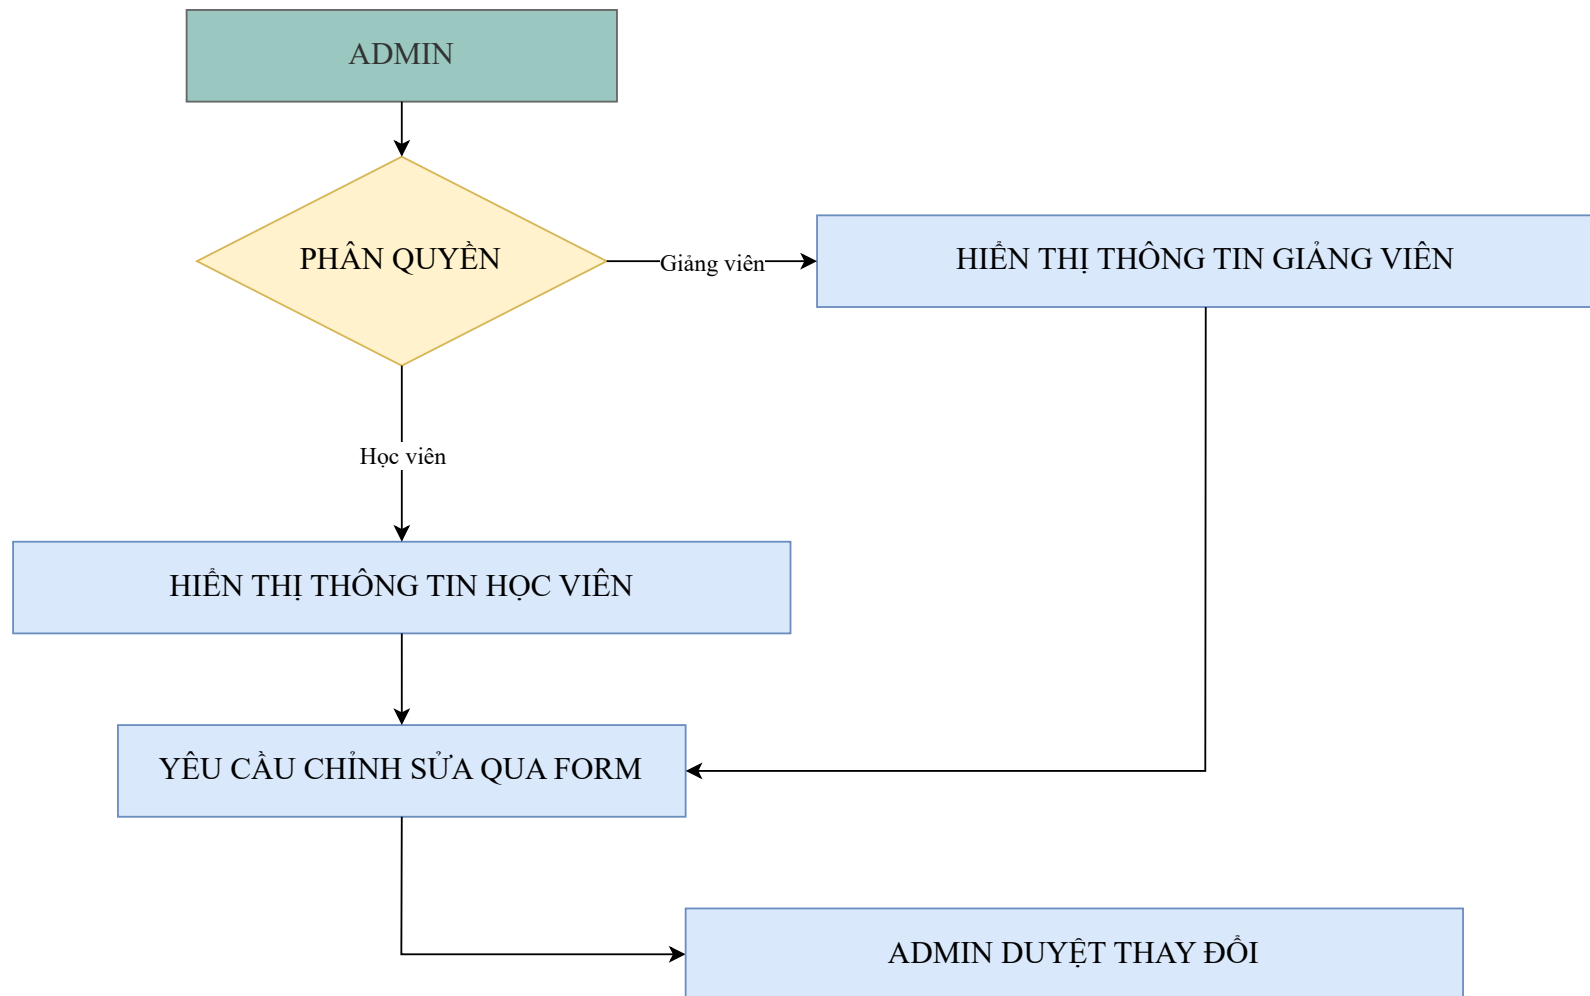 ADMIN
PHÂN QUYỀN
Giảng viên
HIỂN THỊ THÔNG TIN GIẢNG VIÊN
Học viên
HIỂN THỊ THÔNG TIN HỌC VIÊN
YÊU CẦU CHỈNH SỬA QUA FORM
ADMIN DUYỆT THAY ĐỔI